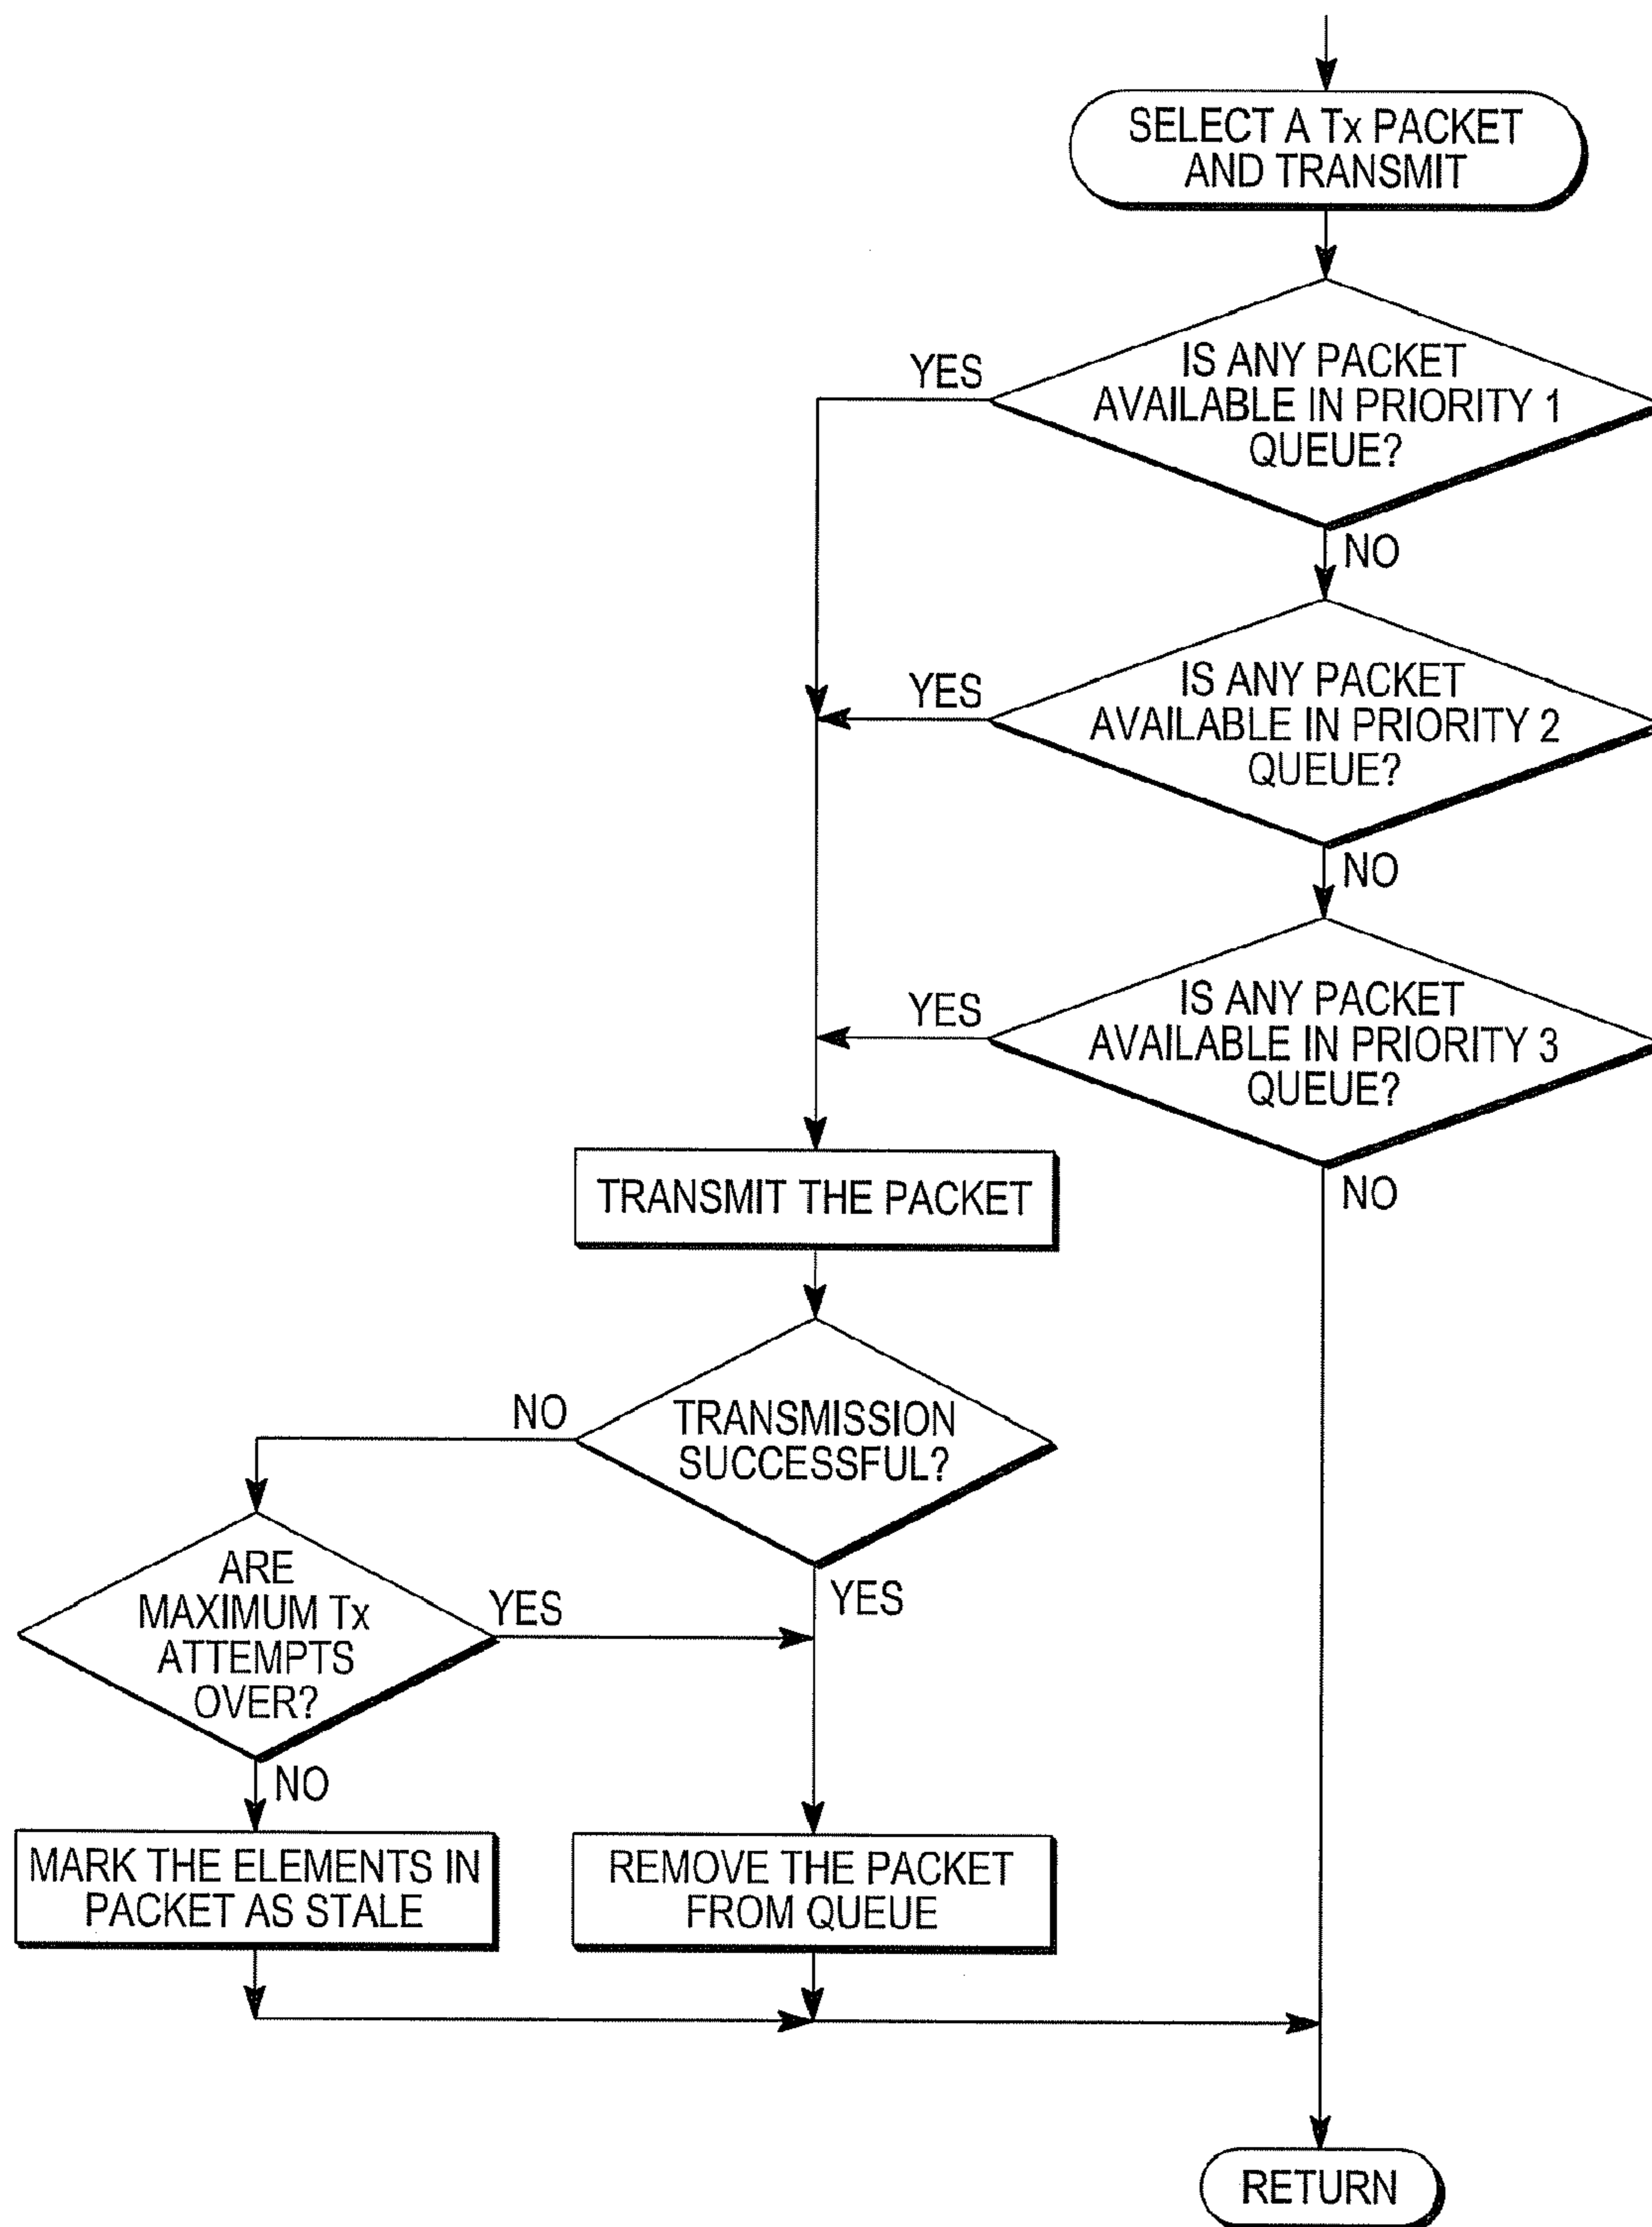 SELECT A Tx PACKET
AND TRANSMIT
YES
IS ANY PACKET
AVAILABLE IN PRIORITY 1
QUEUE?
NO
YES
IS ANY PACKET
AVAILABLE IN PRIORITY 2
QUEUE?
NO
YES
IS ANY PACKET
AVAILABLE IN PRIORITY 3
QUEUE?
NO
TRANSMIT THE PACKET
NO
TRANSMISSION
SUCCESSFUL?
YES
ARE
MAXIMUM Tx
ATTEMPTS
OVER?
YES
NO
MARK THE ELEMENTS IN
PACKET AS STALE
REMOVE THE PACKET
FROM QUEUE
RETURN